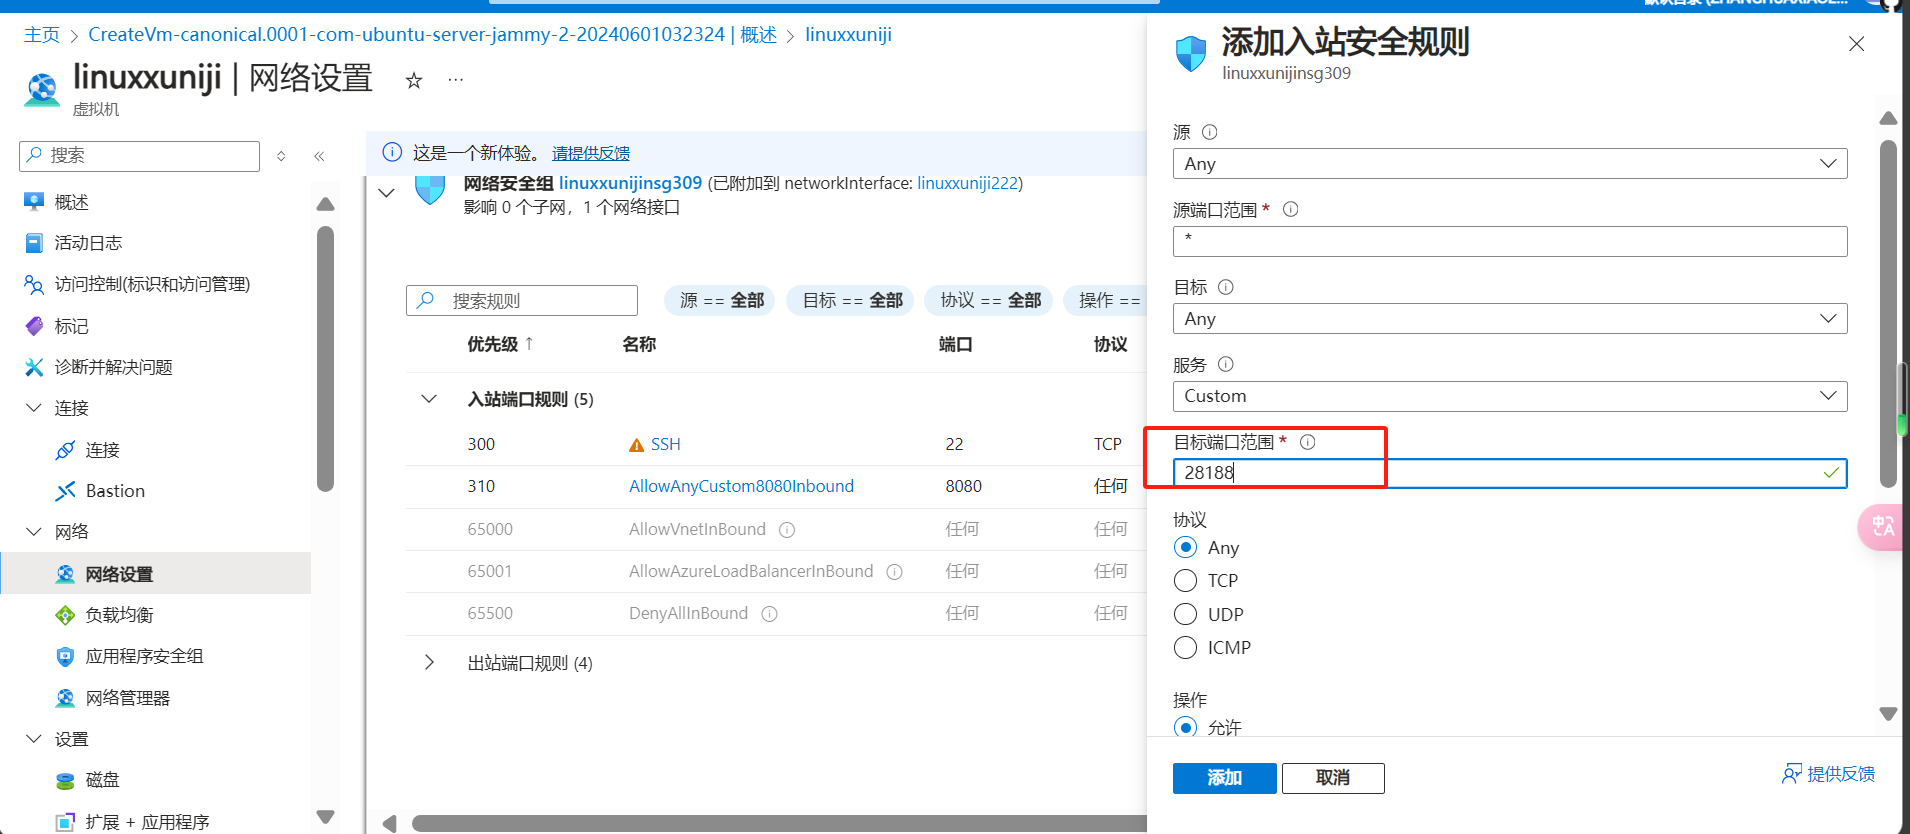 主页 > CreateVm-canonical.0001-com-ubuntu-server-jammy-2-20240601032324 | 概述 > linuxxuniji
linuxxuniji | 网络设置 ☆ ···
虚拟机
搜索
概述
活动日志
访问控制(标识和访问管理)
标记
诊断并解决问题
连接
连接
Bastion
网络
网络设置
负载均衡
应用程序安全组
网络管理器
设置
磁盘
扩展 + 应用程序
这是一个新体验。 请提供反馈
网络安全组 linuxxunijinsg309 (已附加到 networkInterface: linuxxuniji222)
影响 0 个子网，1 个网络接口
搜索规则 源 == 全部 目标 == 全部 协议 == 全部 操作 ==
优先级 ↑ 名称 端口 协议
入站端口规则 (5)
300 SSH 22 TCP
310 AllowAnyCustom8080Inbound 8080 任何
65000 AllowVnetInBound 任何 任何
65001 AllowAzureLoadBalancerInBound 任何 任何
65500 DenyAllInBound 任何 任何
出站端口规则 (4)
添加入站安全规则
linuxxunijinsg309
源
Any
源端口范围 *
*
目标
Any
服务
Custom
目标端口范围 *
28188
协议
Any
TCP
UDP
ICMP
操作
允许
添加 取消
提供反馈